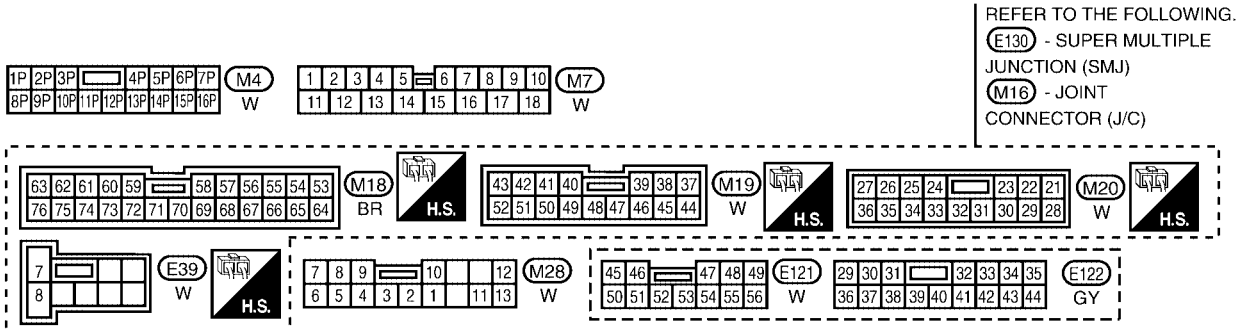 REFER TO THE FOLLOWING.
E130 - SUPER MULTIPLE
JUNCTION (SMJ)
M16 - JOINT
CONNECTOR (J/C)
1P 2P 3P 4P 5P 6P 7P M4
8P 9P 10P 11P 12P 13P 14P 15P 16P W
1 2 3 4 5 6 7 8 9 10 M7
11 12 13 14 15 16 17 18 W
63 62 61 60 59 58 57 56 55 54 53 M18
76 75 74 73 72 71 70 69 68 67 66 65 64 BR
H.S.
43 42 41 40 39 38 37 M19
52 51 50 49 48 47 46 45 44 W
H.S.
27 26 25 24 23 22 21 M20
36 35 34 33 32 31 30 29 28 W
H.S.
7 E39
8 W
H.S.
7 8 9 10 12 M28
6 5 4 3 2 1 11 13 W
45 46 47 48 49 E121
50 51 52 53 54 55 56 W
29 30 31 32 33 34 35 E122
36 37 38 39 40 41 42 43 44 GY